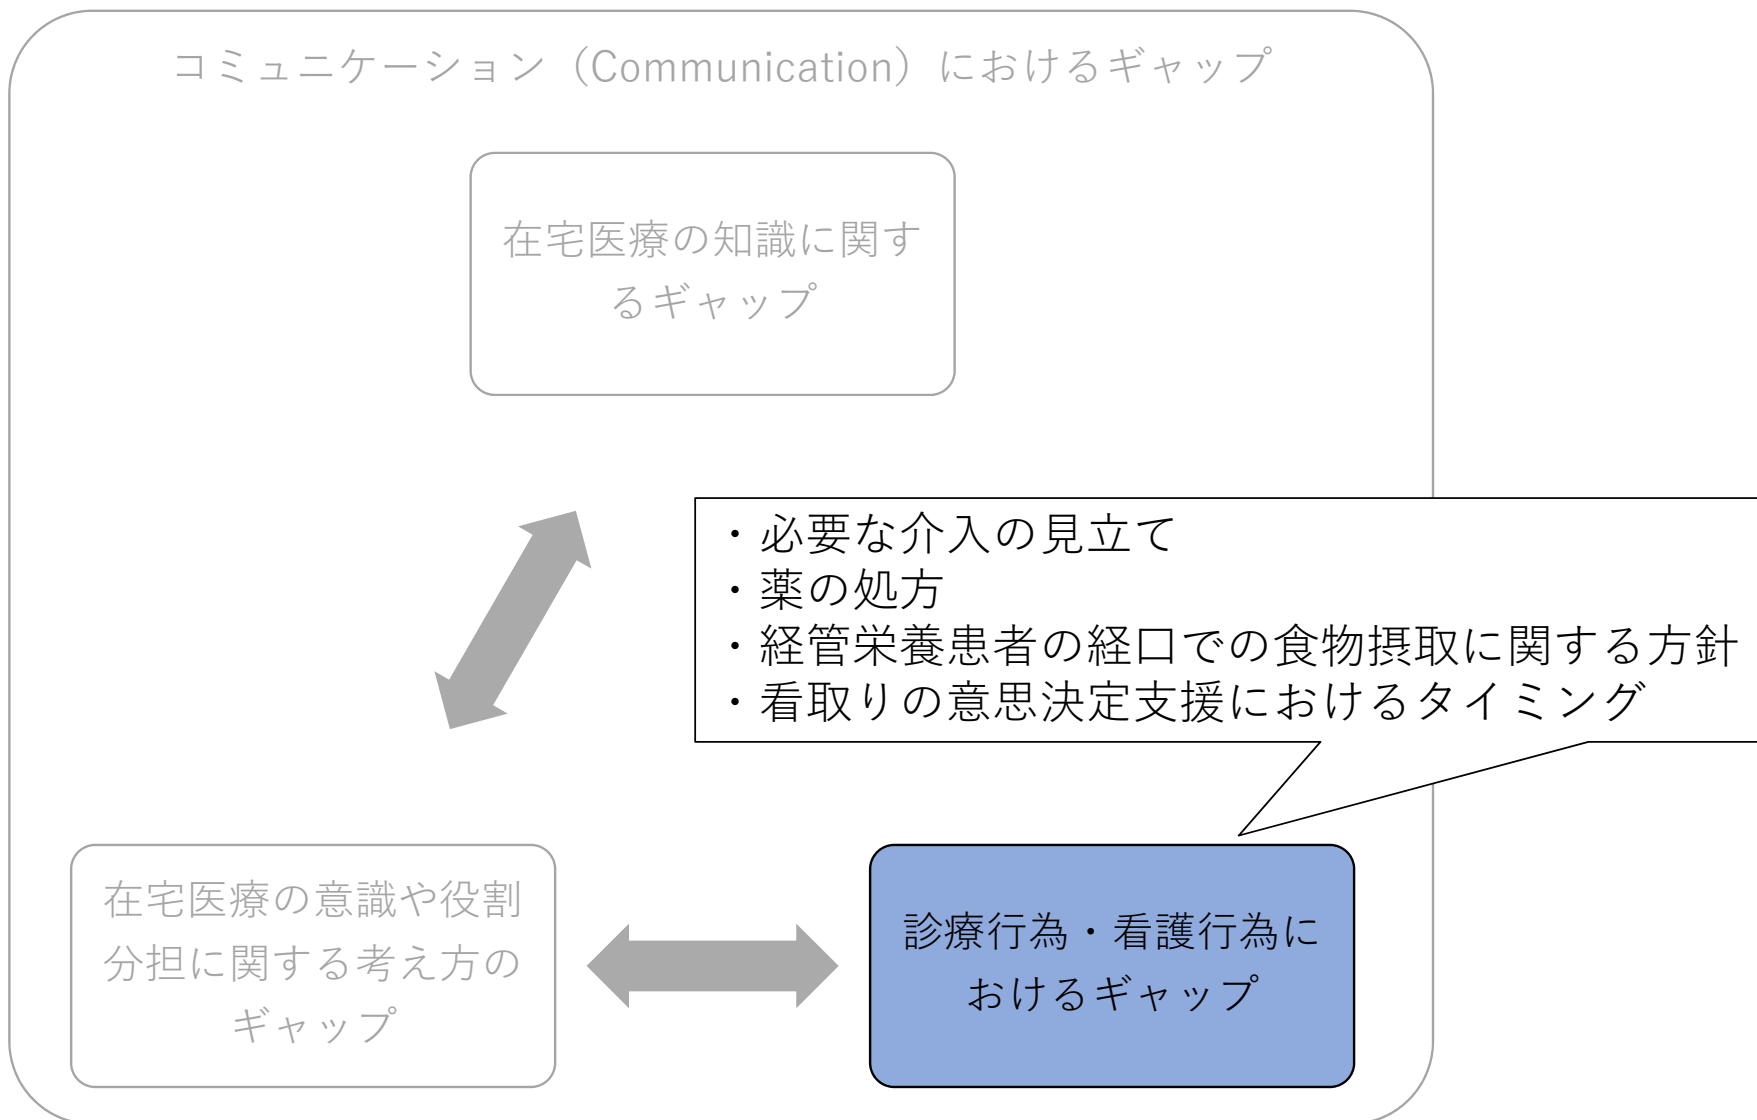 コミュニケーション（Communication）におけるギャップ
在宅医療の知識に関す
るギャップ
・必要な介入の見立て
・薬の処方
・経管栄養患者の経口での食物摂取に関する方針
・看取りの意思決定支援におけるタイミング
在宅医療の意識や役割
分担に関する考え方の
ギャップ
診療行為・看護行為に
おけるギャップ